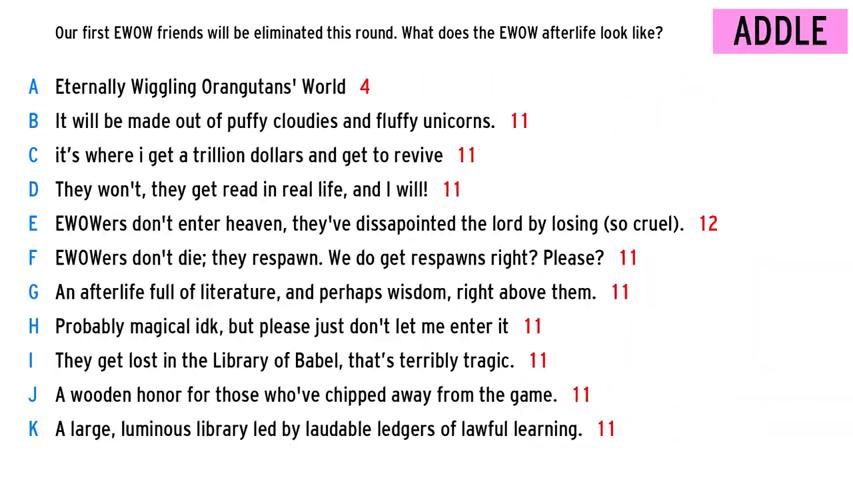 Our first EWOW friends will be eliminated this round. What does the EWOW afterlife look like?
ADDLE
A Eternally Wiggling Orangutans' World 4
B It will be made out of puffy cloudies and fluffy unicorns. 11
C it’s where i get a trillion dollars and get to revive 11
D They won't, they get read in real life, and I will! 11
E EWOWers don't enter heaven, they've dissapointed the lord by losing (so cruel). 12
F EWOWers don't die; they respawn. We do get respawns right? Please? 11
G An afterlife full of literature, and perhaps wisdom, right above them. 11
H Probably magical idk, but please just don't let me enter it 11
I They get lost in the Library of Babel, that’s terribly tragic. 11
J A wooden honor for those who've chipped away from the game. 11
K A large, luminous library led by laudable ledgers of lawful learning. 11